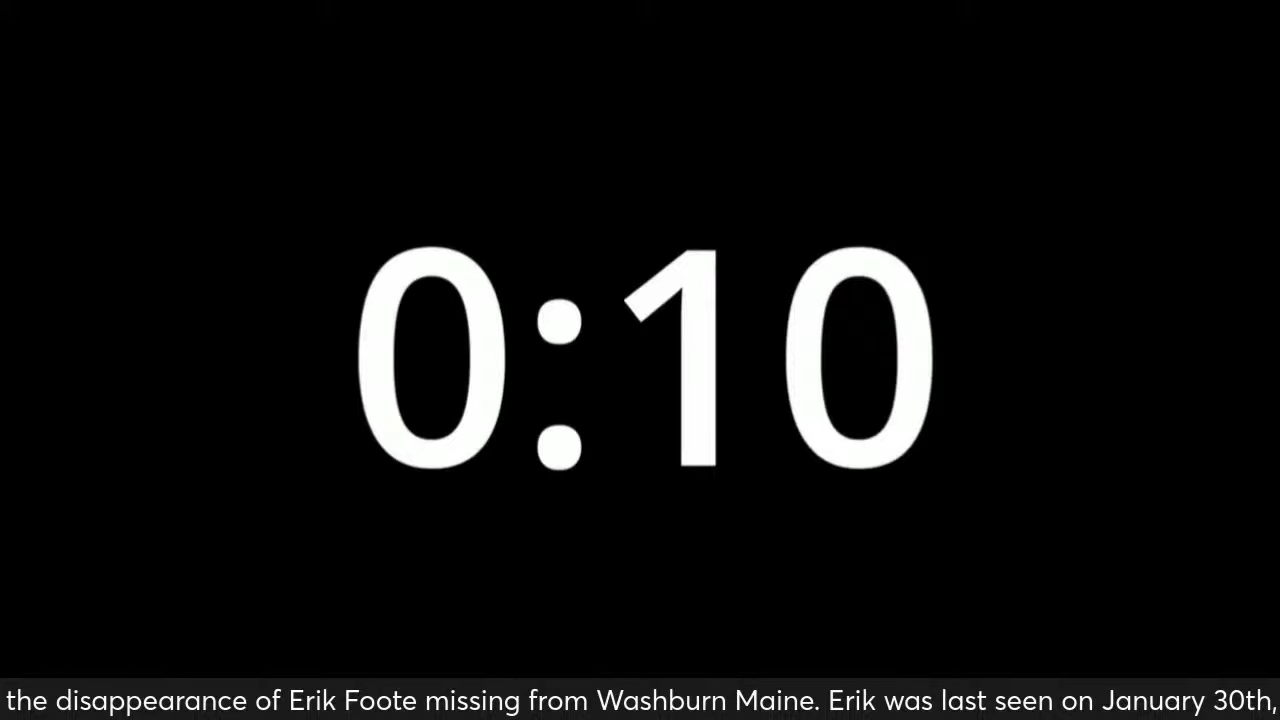 0:10
the disappearance of Erik Foote missing from Washburn Maine. Erik was last seen on January 30th,